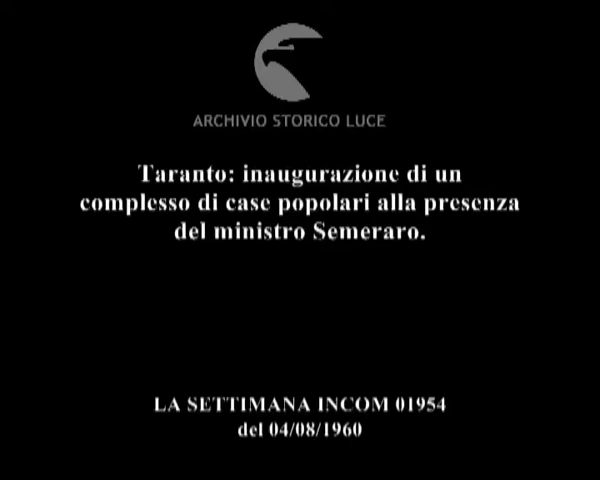 ARCHIVIO STORICO LUCE
Taranto: inaugurazione di un
complesso di case popolari alla presenza
del ministro Semeraro.
LA SETTIMANA INCOM 01954
del 04/08/1960